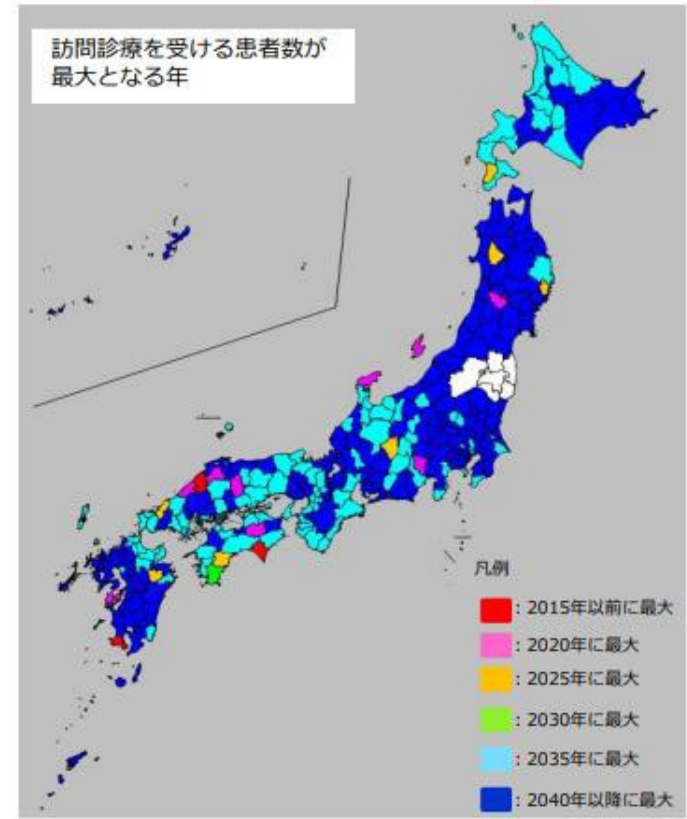 訪問診療を受ける患者数が
最大となる年
凡例
：2015年以前に最大
：2020年に最大
：2025年に最大
：2030年に最大
：2035年に最大
：2040年以降に最大